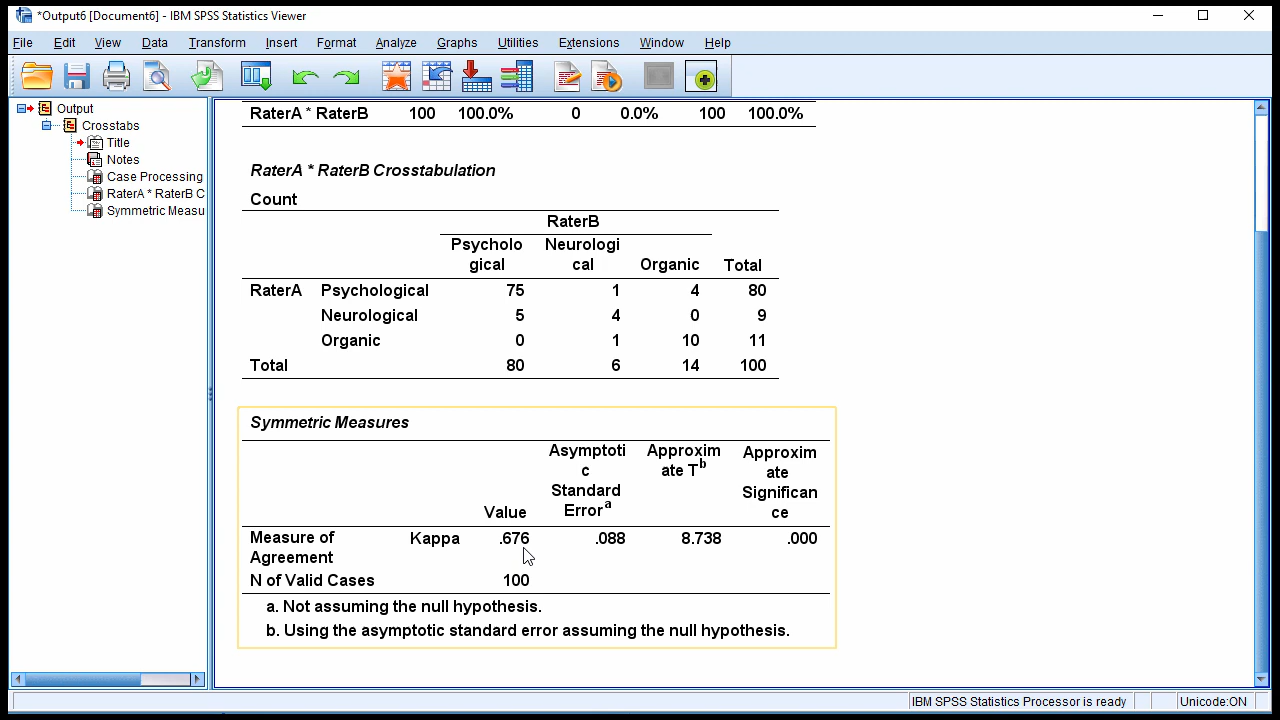 *Output6 [Document6] - IBM SPSS Statistics Viewer
File Edit View Data Transform Insert Format Analyze Graphs Utilities Extensions Window Help
Output
Crosstabs
Title
Notes
Case Processing
RaterA * RaterB C
Symmetric Measu
RaterA * RaterB 100 100.0% 0 0.0% 100 100.0%
RaterA * RaterB Crosstabulation
Count
RaterB
Psycholo Neurologi
gical cal Organic Total
RaterA Psychological 75 1 4 80
Neurological 5 4 0 9
Organic 0 1 10 11
Total 80 6 14 100
Symmetric Measures
Asymptoti Approxim Approxim
c ate Tb ate
Standard Significan
Value Errora ce
Measure of Kappa .676 .088 8.738 .000
Agreement
N of Valid Cases 100
a. Not assuming the null hypothesis.
b. Using the asymptotic standard error assuming the null hypothesis.
IBM SPSS Statistics Processor is ready Unicode:ON